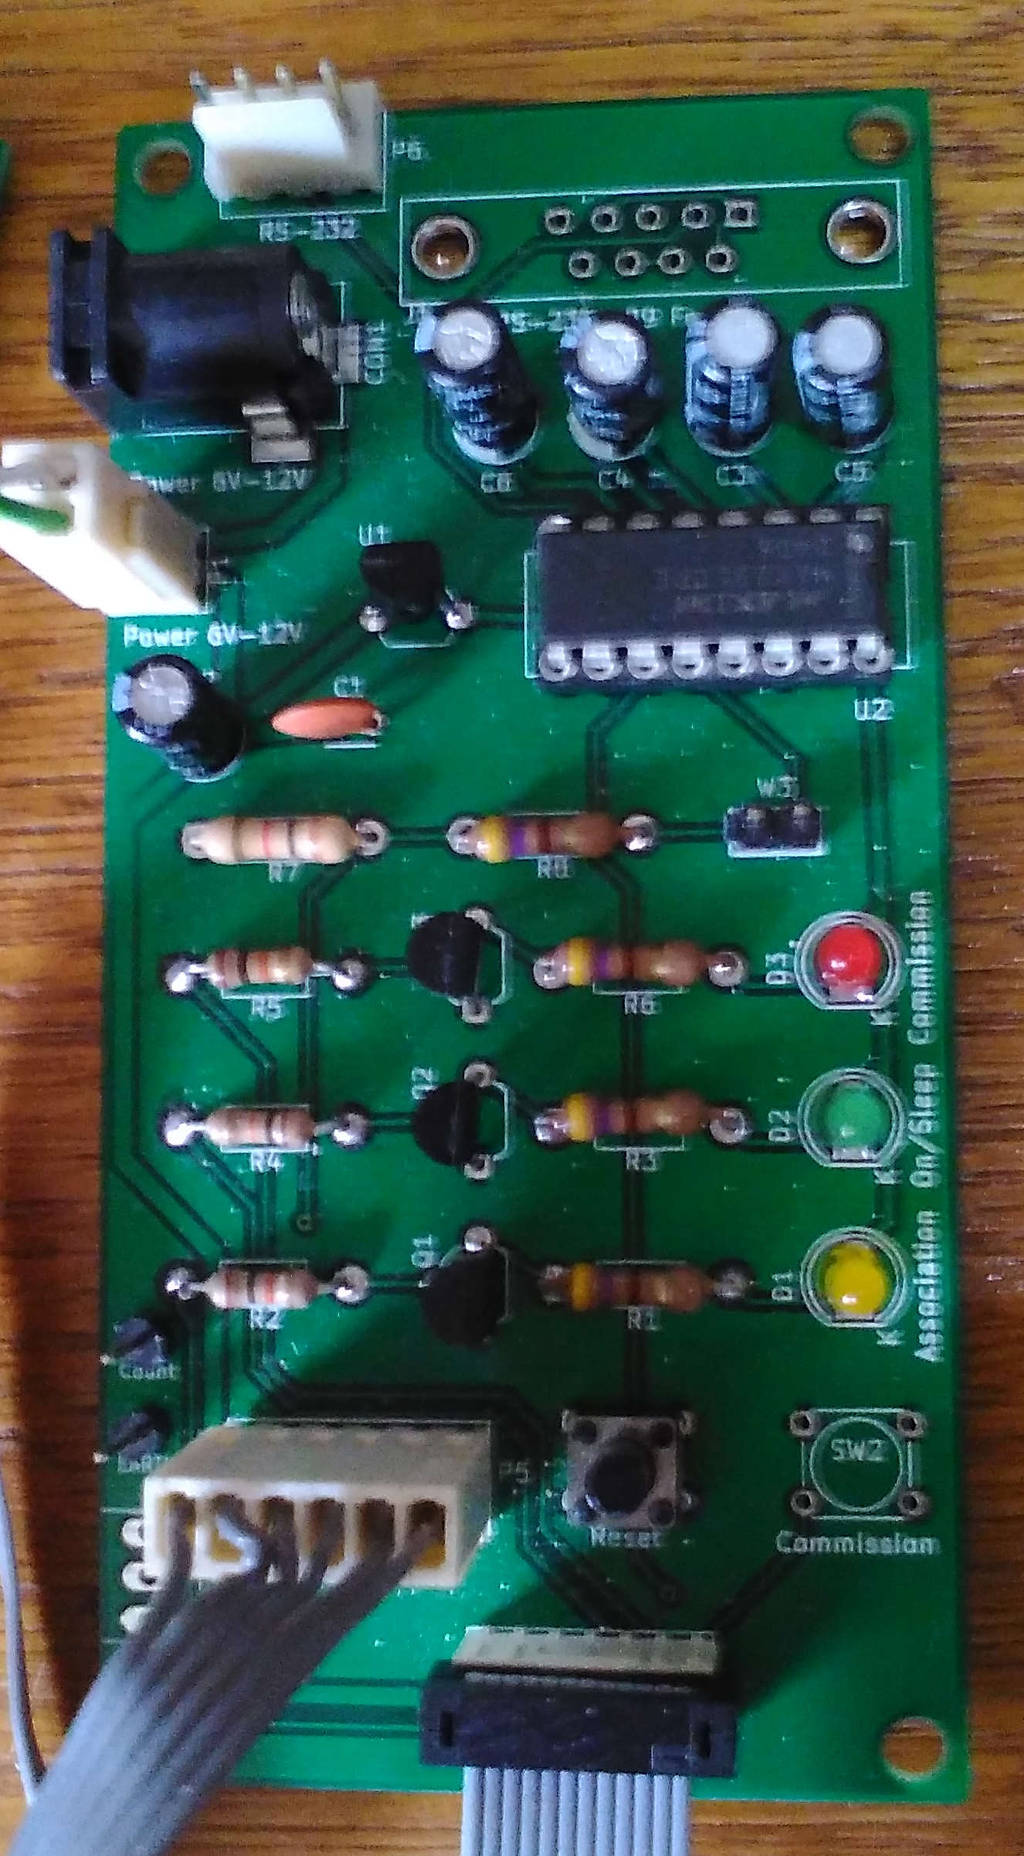 P6
RS-232
CON1
Power 6V-12V
C4
C3
C5
U1
Power 6V-12V
C1
U2
W3
R7
D3
R5
R6
K
Q2
D2
R4
R3
K
Q1
D1
R2
R1
K
Association On/Sleep Commission
Count
P5
SW2
Reset
Commission